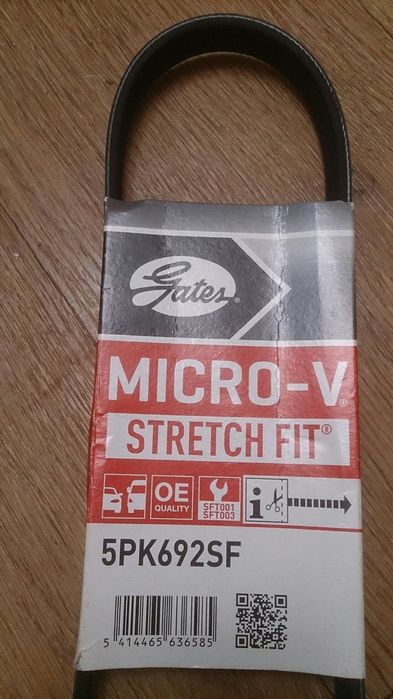 Gates®
MICRO-V®
STRETCH FIT®
OE
QUALITY
SFT001
SFT003
i
5PK692SF
5 414465 636585